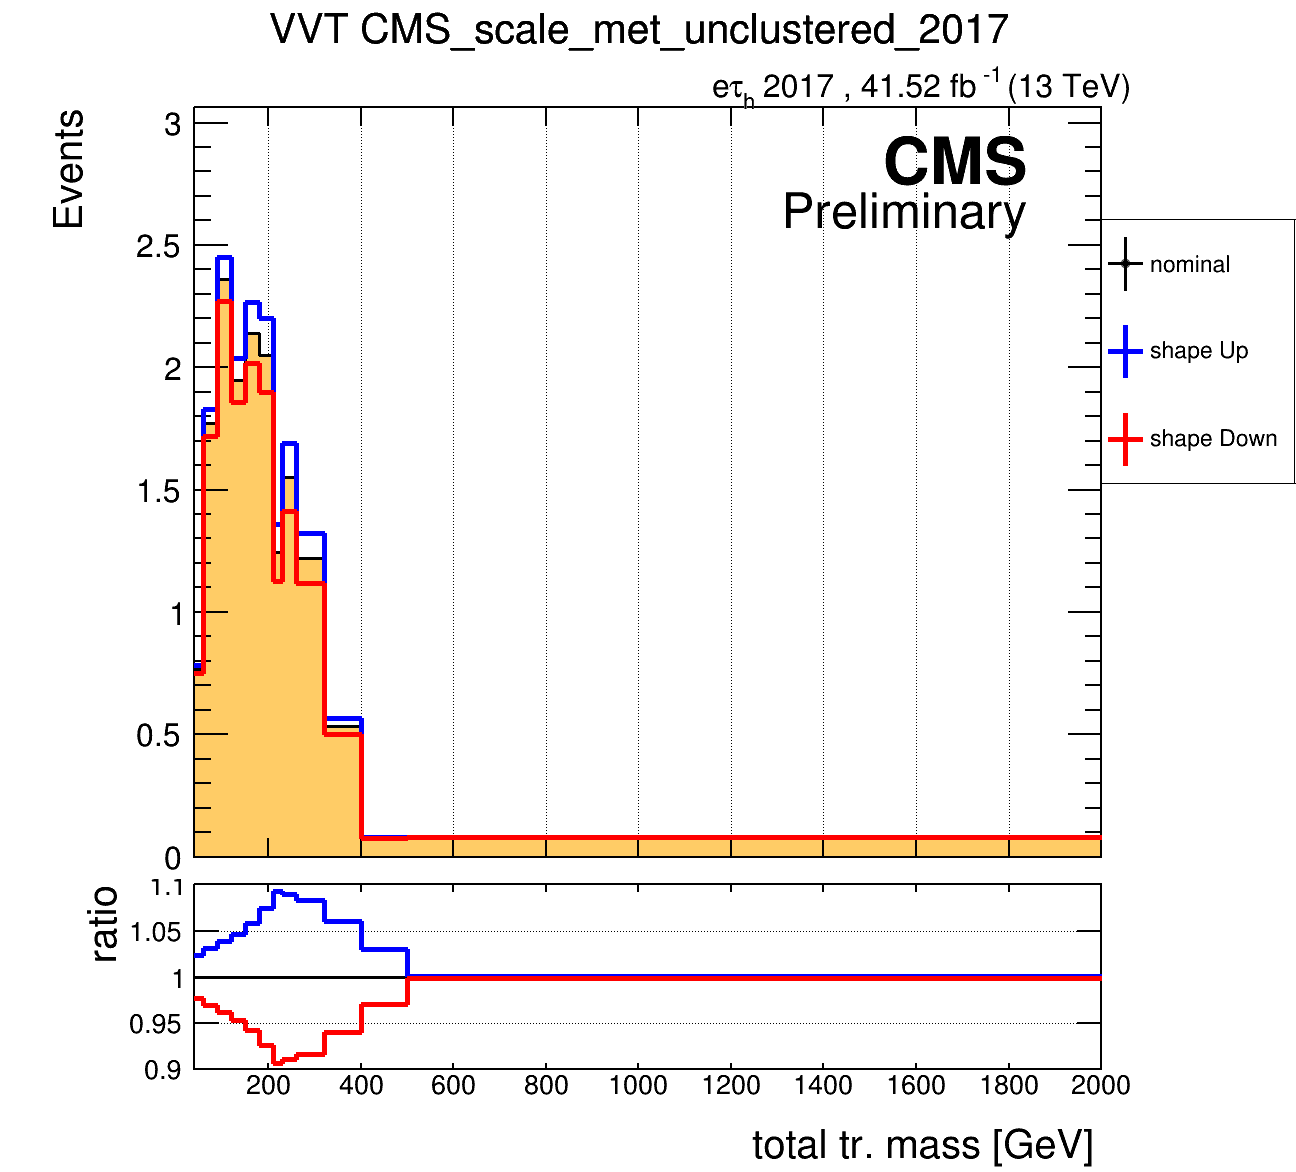 VVT CMS_scale_met_unclustered_2017
eτh 2017 , 41.52 fb -1 (13 TeV)
Events
3
2.5
2
1.5
1
0.5
0
CMS
Preliminary
nominal
shape Up
shape Down
ratio
1.1
1.05
1
0.95
0.9
200 400 600 800 1000 1200 1400 1600 1800 2000
total tr. mass [GeV]